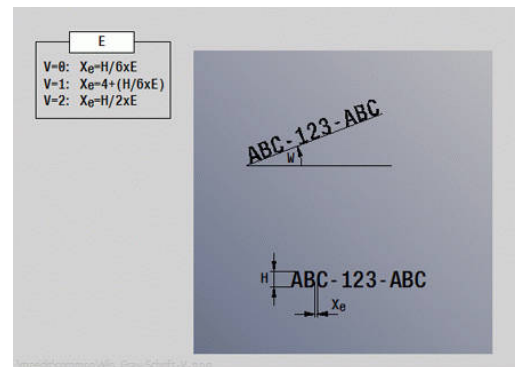 E
V=0: Xe=H/6xE
V=1: Xe=4+(H/6xE)
V=2: Xe=H/2xE
ABC-123-ABC
W
H
ABC-123-ABC
Xe